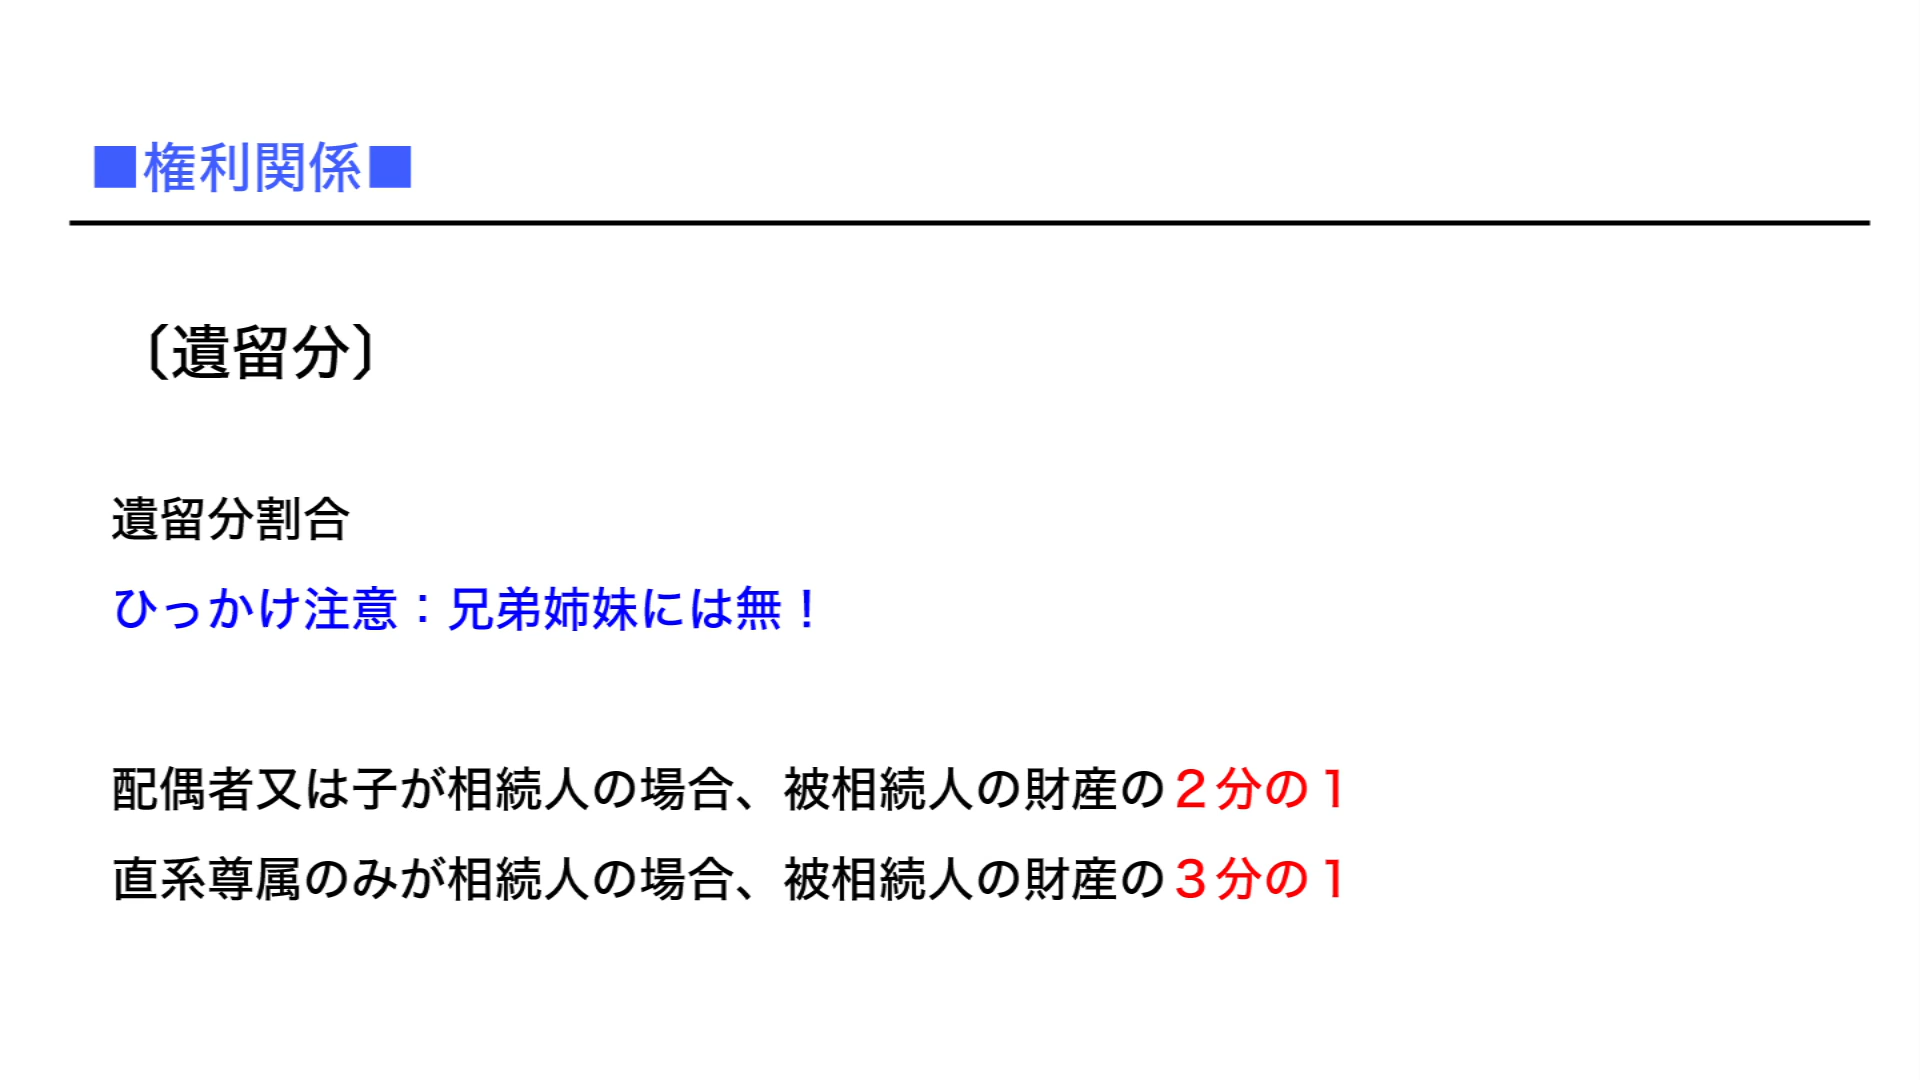 ■権利関係■
〔遺留分〕
遺留分割合
ひっかけ注意：兄弟姉妹には無！
配偶者又は子が相続人の場合、被相続人の財産の２分の１
直系尊属のみが相続人の場合、被相続人の財産の３分の１